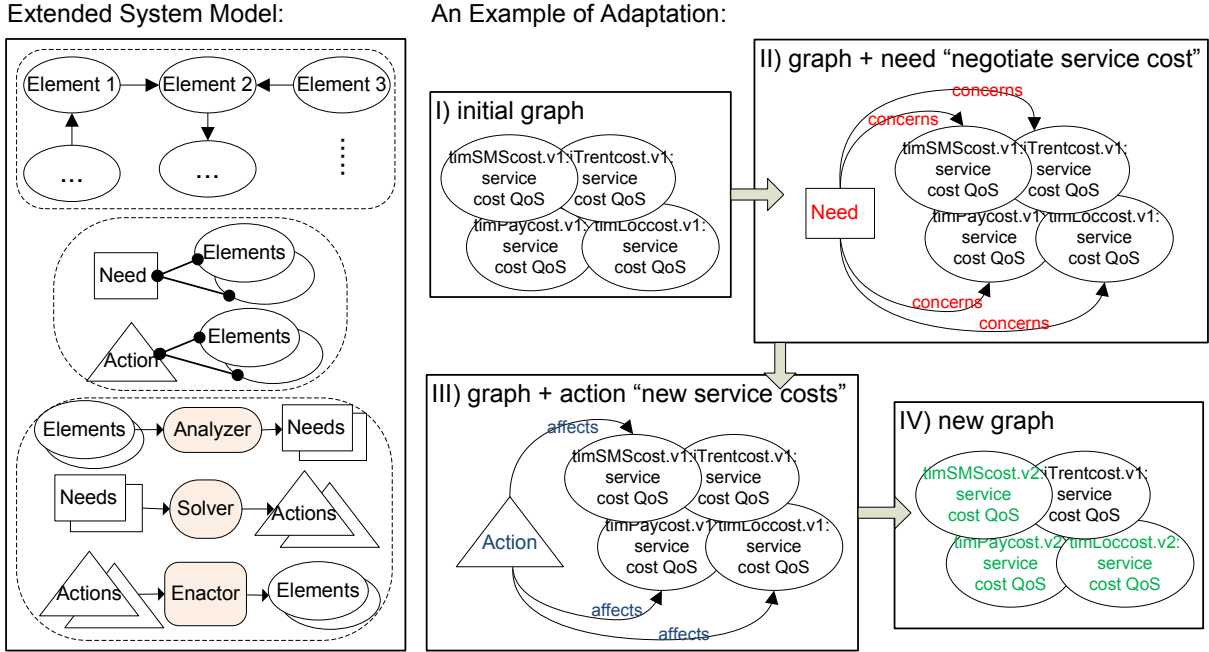 Extended System Model:
Element 1
Element 2
Element 3
...
...
Need
Elements
Action
Elements
Elements
Analyzer
Needs
Needs
Solver
Actions
Actions
Enactor
Elements
An Example of Adaptation:
I) initial graph
timSMScost.v1:
service
cost QoS
iTrentcost.v1:
service
cost QoS
timPaycost.v1:
service
cost QoS
timLoccost.v1:
service
cost QoS
II) graph + need “negotiate service cost”
concerns
concerns
Need
timSMScost.v1:
service
cost QoS
iTrentcost.v1:
service
cost QoS
timPaycost.v1:
service
cost QoS
timLoccost.v1:
service
cost QoS
concerns
concerns
III) graph + action “new service costs”
affects
Action
timSMScost.v1:
service
cost QoS
iTrentcost.v1:
service
cost QoS
timPaycost.v1
service
cost QoS
timLoccost.v1:
service
cost QoS
affects
affects
IV) new graph
timSMScost.v2:
service
cost QoS
iTrentcost.v1:
service
cost QoS
timPaycost.v2
service
cost QoS
timLoccost.v2:
service
cost QoS